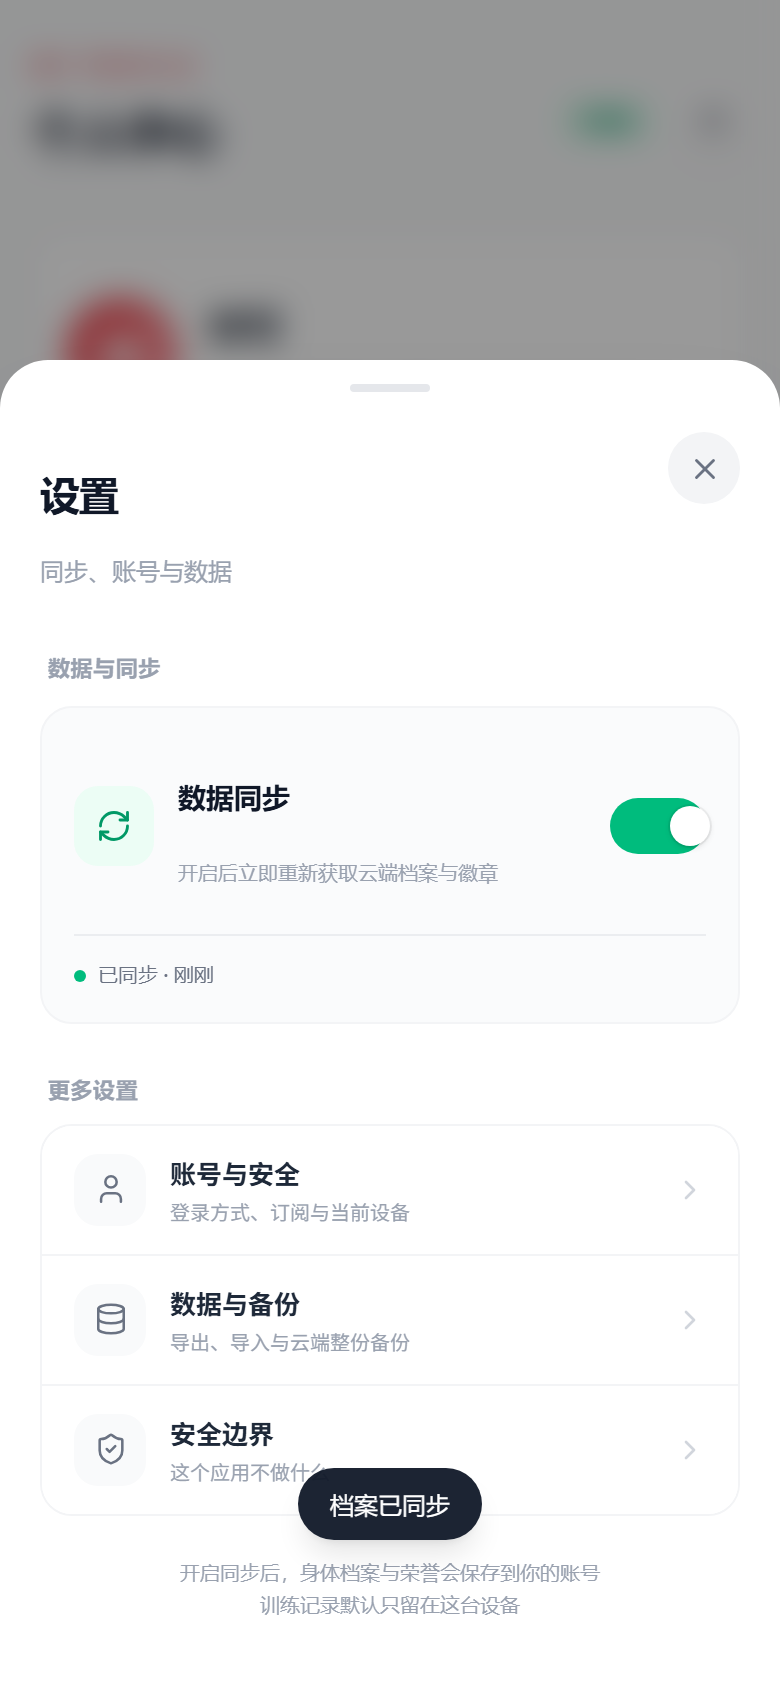 设置
同步、账号与数据
数据与同步
数据同步
开启后立即重新获取云端档案与徽章
已同步 · 刚刚
更多设置
账号与安全
登录方式、订阅与当前设备
数据与备份
导出、导入与云端整份备份
安全边界
这个应用不做什
档案已同步
开启同步后，身体档案与荣誉会保存到你的账号
训练记录默认只留在这台设备